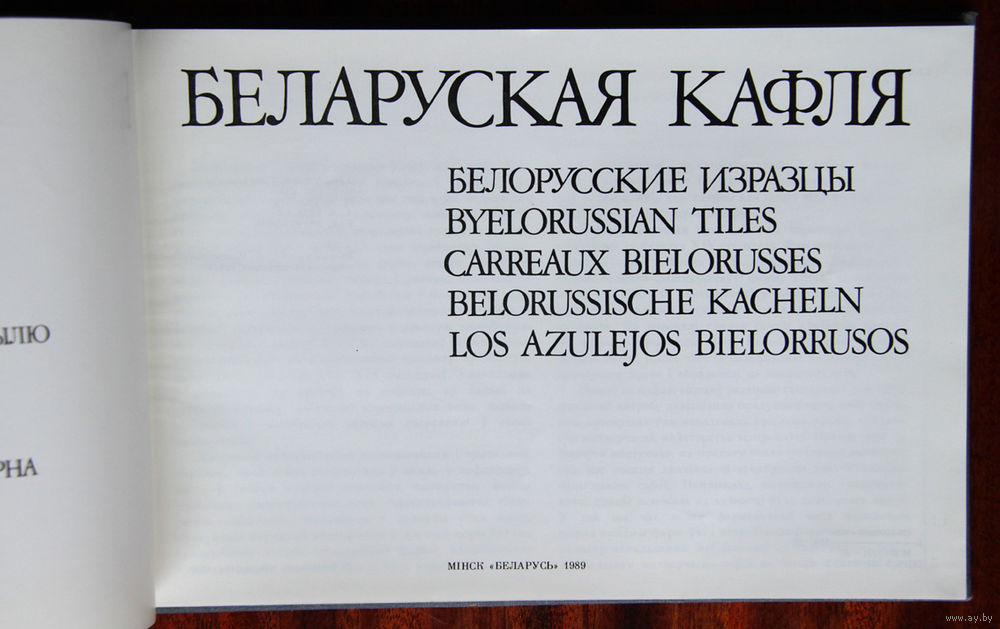 БЕЛАРУСКАЯ КАФЛЯ
БЕЛОРУССКИЕ ИЗРАЗЦЫ
BYELORUSSIAN TILES
CARREAUX BIELORUSSES
BELORUSSISCHE KACHELN
LOS AZULEJOS BIELORRUSOS
МІНСК «БЕЛАРУСЬ» 1989
www.ay.by